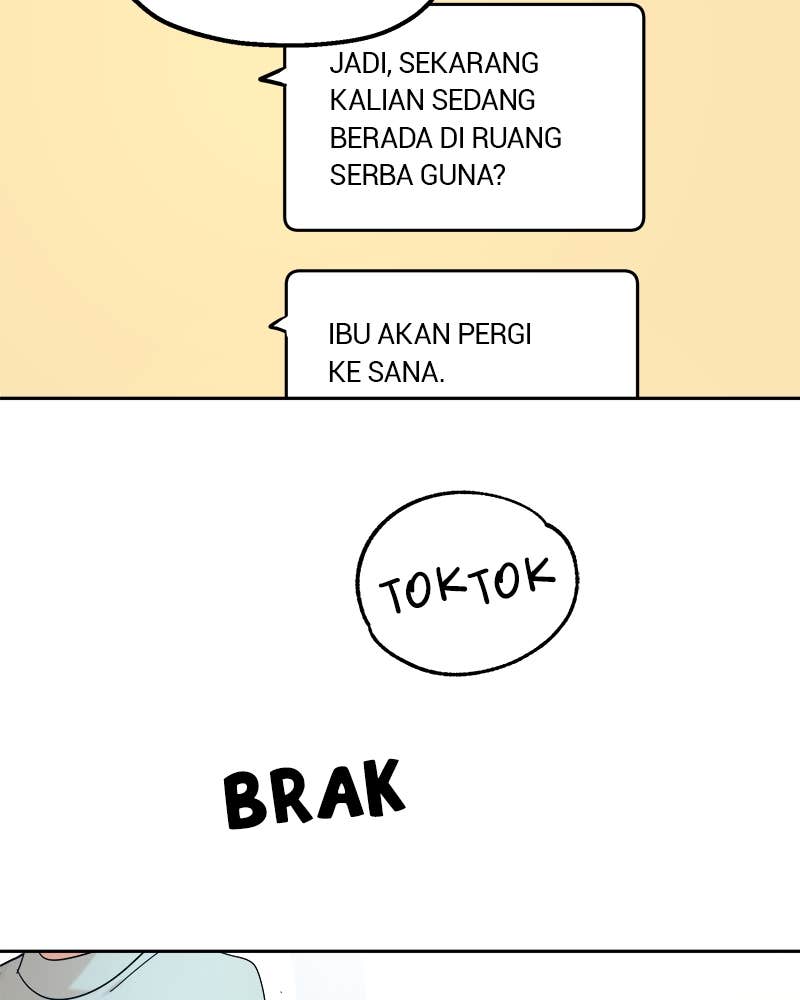 JADI, SEKARANG
KALIAN SEDANG
BERADA DI RUANG
SERBA GUNA?
IBU AKAN PERGI
KE SANA.
TOKTOK
BRAK